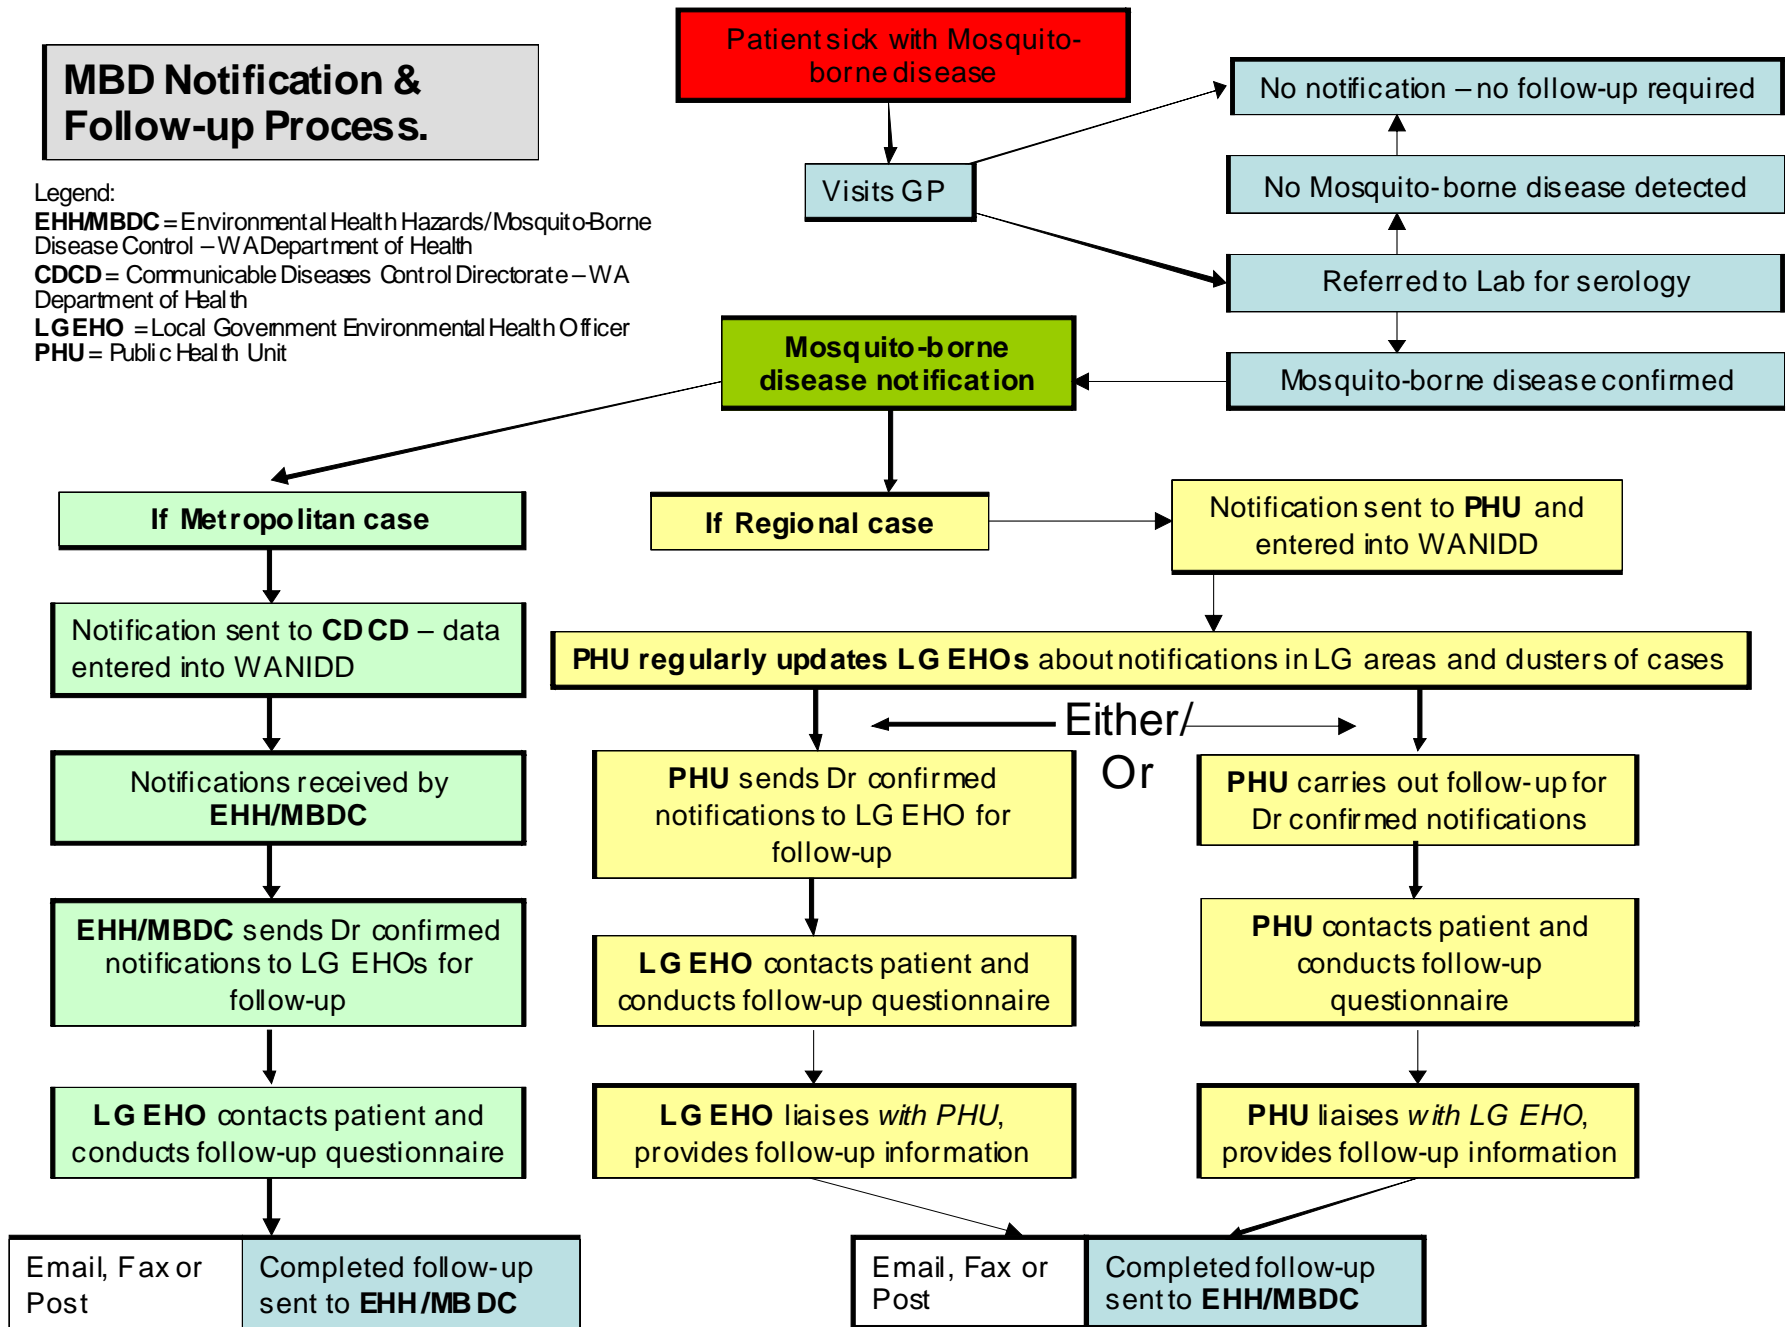 MBD Notification &
Follow-up Process.
Legend:
EHH/MBDC = Environmental Health Hazards/Mosquito-Borne
Disease Control – WA Department of Health
CDCD = Communicable Diseases Control Directorate – WA
Department of Health
LG EHO = Local Government Environmental Health Officer
PHU = Public Health Unit
Patient sick with Mosquito-
borne disease
Visits GP
No notification – no follow-up required
No Mosquito-borne disease detected
Referred to Lab for serology
Mosquito-borne disease confirmed
Mosquito-borne
disease notification
If Metropolitan case
Notification sent to CDCD – data
entered into WANIDD
Notifications received by
EHH/MBDC
EHH/MBDC sends Dr confirmed
notifications to LG EHOs for
follow-up
LG EHO contacts patient and
conducts follow-up questionnaire
Email, Fax or
Post
Completed follow-up
sent to EHH/MBDC
If Regional case
Notification sent to PHU and
entered into WANIDD
PHU regularly updates LG EHOs about notifications in LG areas and clusters of cases
Either/
Or
PHU sends Dr confirmed
notifications to LG EHO for
follow-up
LG EHO contacts patient and
conducts follow-up questionnaire
LG EHO liaises with PHU,
provides follow-up information
PHU carries out follow-up for
Dr confirmed notifications
PHU contacts patient and
conducts follow-up
questionnaire
PHU liaises with LG EHO,
provides follow-up information
Email, Fax or
Post
Completed follow-up
sent to EHH/MBDC